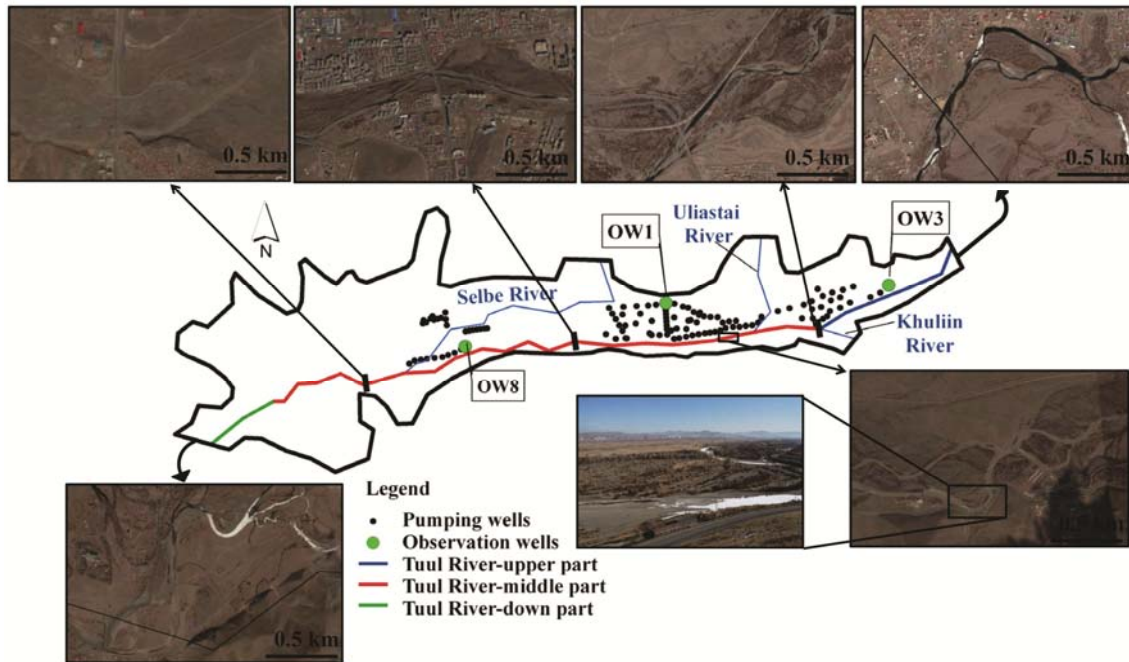 0.5 km
0.5 km
0.5 km
0.5 km
N
Uliastai
River
OW1
OW3
Selbe River
Khuliin
River
OW8
Legend
Pumping wells
Observation wells
Tuul River-upper part
Tuul River-middle part
Tuul River-down part
0.5 km